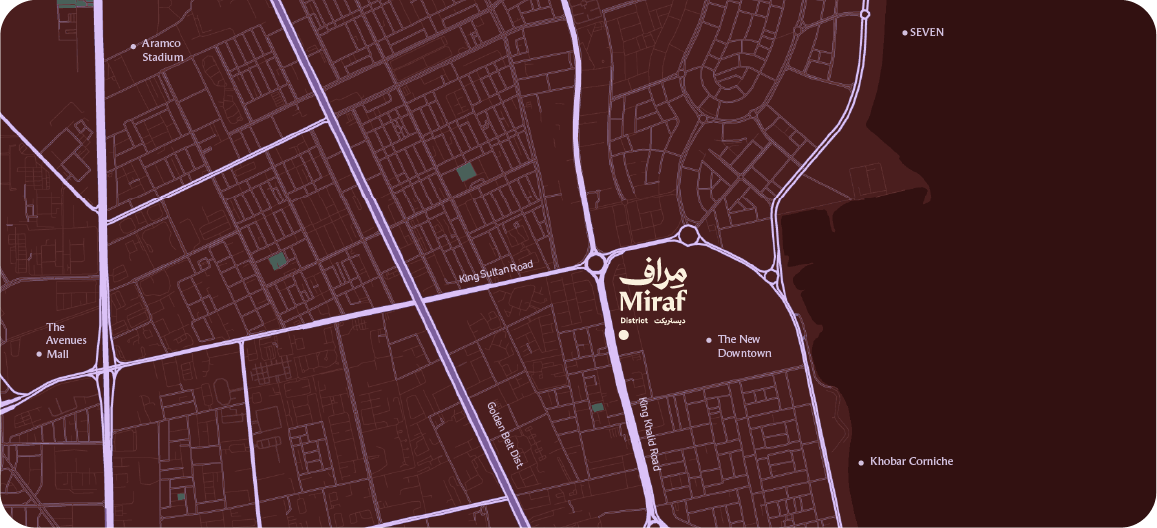 SEVEN
Aramco
Stadium
King Sultan Road
مِراف
Miraf
District ديستريكت
The
Avenues
Mall
The New
Downtown
King Khalid Road
Golden Belt Dist.
Khobar Corniche